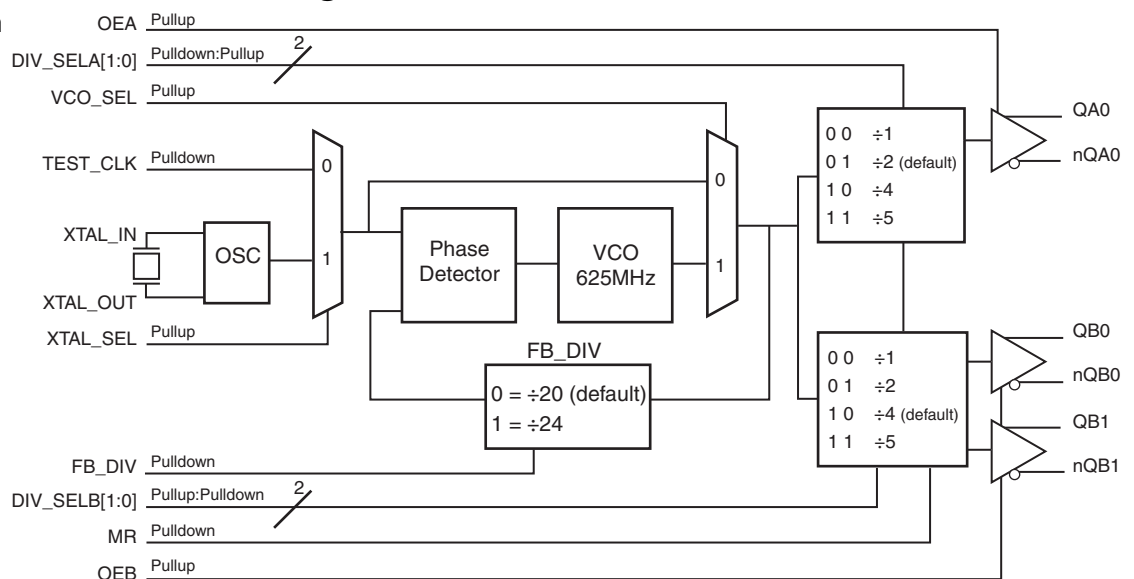 OEA Pullup
DIV_SELA[1:0] Pulldown:Pullup 2
VCO_SEL Pullup
TEST_CLK Pulldown
XTAL_IN
XTAL_OUT
OSC
XTAL_SEL Pullup
0
1
Phase
Detector
VCO
625MHz
0
1
FB_DIV
0 = ÷20 (default)
1 = ÷24
0 0 ÷1
0 1 ÷2 (default)
1 0 ÷4
1 1 ÷5
QA0
nQA0
0 0 ÷1
0 1 ÷2
1 0 ÷4 (default)
1 1 ÷5
QB0
nQB0
QB1
nQB1
FB_DIV Pulldown
DIV_SELB[1:0] Pullup:Pulldown 2
MR Pulldown
OEB Pullup